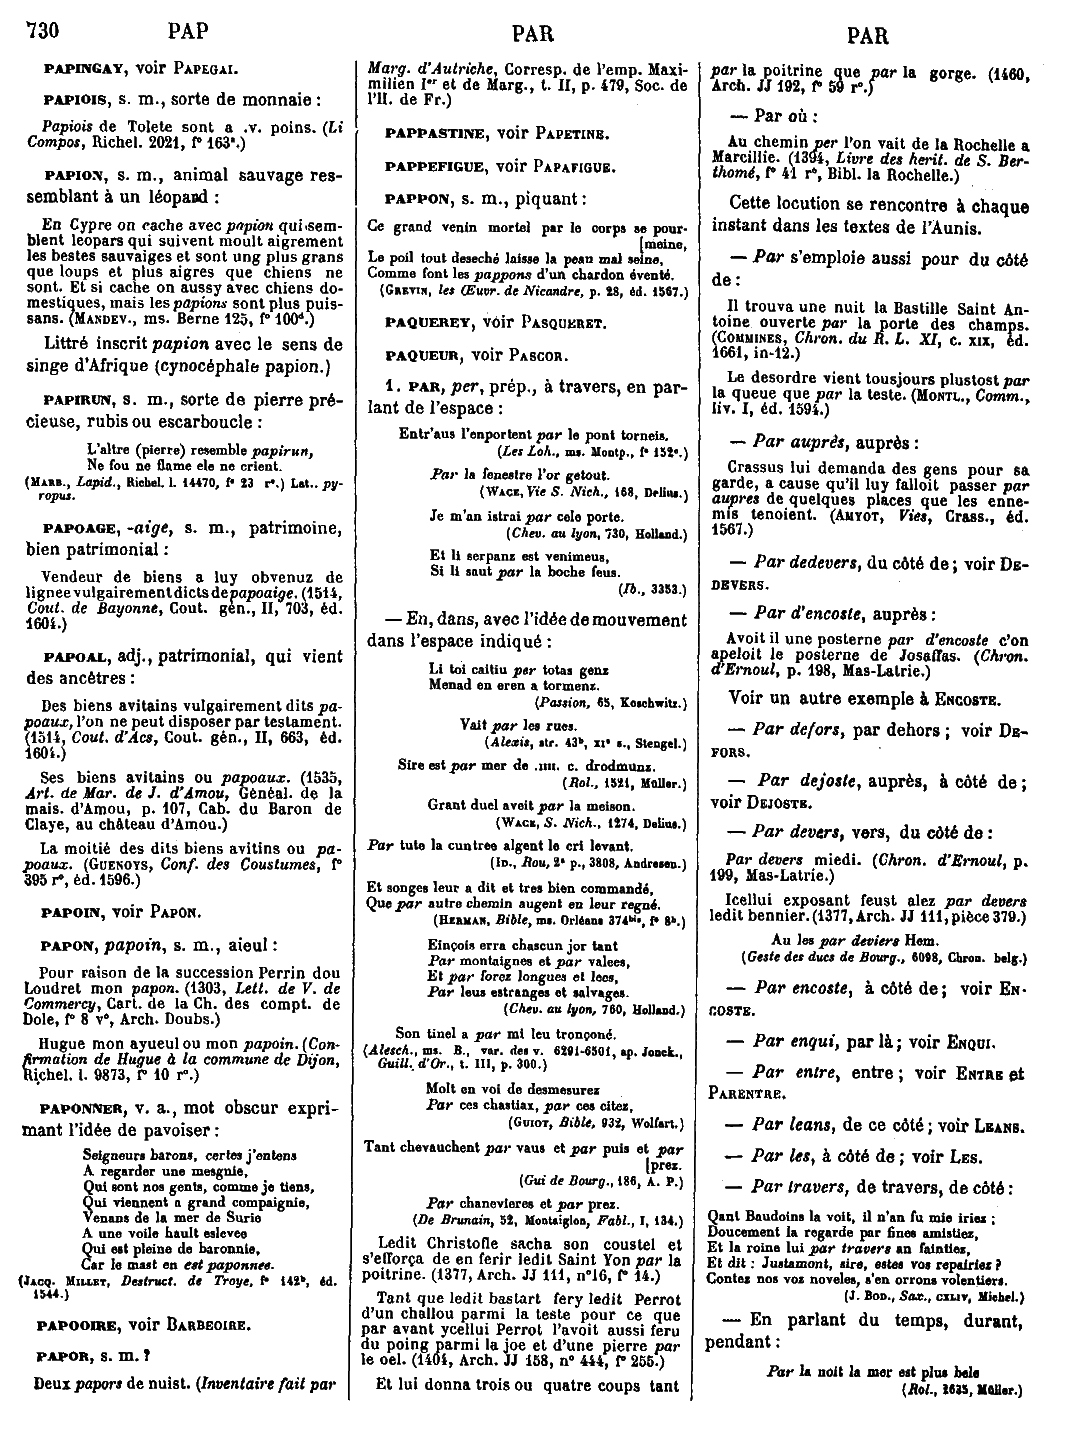 730 PAP PAR PAR
PAPINGAY, voir PAPEGAI.
PAPIOIS, s. m., sorte de monnaie :
Papiois de Tolete sont a .v. poins. (Li
Compos, Richel. 2021, f° 163ª.)
PAPION, s. m., animal sauvage res-
semblant à un léopard :
En Cypre on cache avec papion qui sem-
blent leopars qui suivent moult aigrement
les bestes sauvaiges et sont ung plus grans
que loups et plus aigres que chiens ne
sont. Et si cache on aussy avec chiens do-
mestiques, mais les papions sont plus puis-
sans. (MANDEV., ms. Berne 125, f° 100ᵈ.)
Littré inscrit papion avec le sens de
singe d'Afrique (cynocéphale papion.)
PAPIRUN, s. m., sorte de pierre pré-
cieuse, rubis ou escarboucle :
L'altre (pierre) resemble papirun,
Ne fou ne flame ele ne crient.
(MARB., Lapid., Richel. l. 14470, f° 23 r°.) Lat.. py-
ropus.
PAPOAGE, -aige, s. m., patrimoine,
bien patrimonial :
Vendeur de biens a luy obvenuz de
lignee vulgairement dicts de papoaige. (1514,
Cout. de Bayonne, Cout. gén., II, 703, éd.
1604.)
PAPOAL, adj., patrimonial, qui vient
des ancêtres :
Des biens avitains vulgairement dits pa-
poaux, l'on ne peut disposer par testament.
(1514, Cout. d'Acs, Cout. gén., II, 663, éd.
1604.)
Ses biens avitains ou papoaux. (1535,
Art. de Mar. de J. d'Amou, Généal. de la
mais. d'Amou, p. 107, Cab. du Baron de
Claye, au château d'Amou.)
La moitié des dits biens avitins ou pa-
poaux. (GUENOYS, Conf. des Coustumes, f°
395 r°, éd. 1596.)
PAPOIN, voir PAPON.
PAPON, papoin, s. m., aieul :
Pour raison de la succession Perrin dou
Loudret mon papon. (1303, Lett. de V. de
Commercy, Cart. de la Ch. des compt. de
Dole, f° 8 v°, Arch. Doubs.)
Hugue mon ayueul ou mon papoin. (Con-
firmation de Hugue à la commune de Dijon,
Richel. l. 9873, f° 10 r°.)
PAPONNER, v. a., mot obscur expri-
mant l'idée de pavoiser :
Seigneurs barons, certes j'entens
A regarder une mesgnie,
Qui sont nos gents, comme je tiens,
Qui viennent a grand compaignie,
Venans de la mer de Surie
A une voile hault eslevee
Qui est pleine de baronnie,
Car le mast en est paponnee.
(JACQ. MILLET, Destruct. de Troye, f° 142ᵇ, éd.
1544.)
PAPOOIRE, voir BARBEOIRE.
PAPOR, s. m. ?
Deux papors de nuist. (Inventaire fait par
Marg. d'Autriche, Corresp. de l'emp. Maxi-
milien Iᵉʳ et de Marg., t. II, p. 479, Soc. de
l'H. de Fr.)
PAPPASTINE, voir PAPETINE.
PAPPEFIGUE, voir PAPAFIGUE.
PAPPON, s. m., piquant :
Ce grand venin mortel par le corps se pour-
[meine,
Le poil tout deseché laisse la peau mal seine,
Comme font les pappons d'un chardon éventé.
(GREVIN, les Œuvr. de Nicandre, p. 28, éd. 1567.)
PAQUEREY, voir PASQUERET.
PAQUEUR, voir PASCOR.
1. PAR, per, prép., à travers, en par-
lant de l'espace :
Entr'aus l'enportent par le pont torneis.
(Les Loh., ms. Montp., f° 152ᵉ.)
Par la fenestre l'or getout.
(WACE, Vie S. Nich., 168, Delius.)
Je m'an istrai par cele porte.
(Chev. au lyon, 730, Holland.)
Et li serpanz est venimeus,
Si li saut par la boche feus.
(Ib., 3353.)
— En, dans, avec l'idée de mouvement
dans l'espace indiqué :
Li toi caitiu per totas genz
Menad en eren a tormenz.
(Passion, 65, Koschwitz.)
Vait par les rues.
(Alexis, str. 43ᵇ, XIᵉ s., Stengel.)
Sire est par mer de .IIII. c. drodmunz.
(Rol., 1521, Müller.)
Grant duel aveit par la meison.
(WACE, S. Nich., 1274, Delius.)
Par tute la cuntree algent le cri levant.
(ID., Rou, 2ᵉ p., 3808, Andresen.)
Et songes leur a dit et tres bien commandé,
Que par autre chemin augent en leur regné.
(HERMAN, Bible, ms. Orléans 374ᵇⁱˢ, f° 8ᵇ.)
Einçois erra chascun jor tant
Par montaignes et par valees,
Et par forez longues et lees,
Par leus estranges et salvages.
(Chev. au lyon, 760, Holland.)
Son tinel a par mi leu tronçoné.
(Alesch., ms. B., var. des v. 6291-6501, ap. Jonck.,
Guill. d'Or., t. III, p. 300.)
Molt en voi de desmesurez
Par ces chastiax, par ces citez,
(GUIOT, Bible, 932, Wolfart.)
Tant chevauchent par vaus et par puis et par
[prez.
(Gui de Bourg., 186, A. P.)
Par chanevieres et par prez.
(De Brunain, 52, Montaiglon, Fabl., I, 134.)
Ledit Christofle sacha son coustel et
s'efforça de en ferir ledit Saint Yon par la
poitrine. (1377, Arch. JJ 111, n°16, f° 14.)
Tant que ledit bastart fery ledit Perrot
d'un challou parmi la teste pour ce que
par avant ycellui Perrot l'avoit aussi feru
du poing parmi la joe et d'une pierre par
le oel. (1404, Arch. JJ 158, n° 444, f° 255.)
Et lui donna trois ou quatre coups tant
par la poitrine que par la gorge. (1460,
Arch. JJ 192, f° 59 r°.)
— Par où :
Au chemin per l'on vait de la Rochelle a
Marcillie. (1394, Livre des herit. de S. Ber-
thomé, f° 41 r°, Bibl. la Rochelle.)
Cette locution se rencontre à chaque
instant dans les textes de l'Aunis.
— Par s'emploie aussi pour du côté
de :
Il trouva une nuit la Bastille Saint An-
toine ouverte par la porte des champs.
(COMMINES, Chron. du R. L. XI, c. XIX, éd.
1661, in-12.)
Le desordre vient tousjours plustost par
la queue que par la teste. (MONTL., Comm.,
liv. I, éd. 1594.)
— Par auprès, auprès :
Crassus lui demanda des gens pour sa
garde, a cause qu'il luy falloit passer par
aupres de quelques places que les enne-
mis tenoient. (AMYOT, Vies, Crass., éd.
1567.)
— Par dedevers, du côté de ; voir DE-
DEVERS.
— Par d'encoste, auprès :
Avoit il une posterne par d'encoste c'on
apeloit le posterne de Josaffas. (Chron.
d'Ernoul, p. 198, Mas-Latrie.)
Voir un autre exemple à ENCOSTE.
— Par defors, par dehors ; voir DE-
FORS.
— Par dejoste, auprès, à côté de ;
voir DEJOSTE.
— Par devers, vers, du côté de :
Par devers miedi. (Chron. d'Ernoul, p.
199, Mas-Latrie.)
Icellui exposant feust alez par devers
ledit bennier. (1377, Arch. JJ 111, pièce 379.)
Au les par deviers Hem.
(Geste des ducs de Bourg., 6098, Chron. belg.)
— Par encoste, à côté de ; voir EN-
COSTE.
— Par enqui, par là ; voir ENQUI.
— Par entre, entre ; voir ENTRE et
PARENTRE.
— Par leans, de ce côté ; voir LEANS.
— Par les, à côté de ; voir LES.
— Par travers, de travers, de côté :
Qant Baudoins la voit, il n'an fu mie iriez ;
Doucement la regarde par fines amistiez,
Et la roine lui par travers an faintiez,
Et dit : Justamont, sire, estes vos repairiez ?
Contez nos voz noveles, s'en orrons volentiers.
(J. BOD., Sax., CXLIV, Michel.)
— En parlant du temps, durant,
pendant :
Par la noit la mer est plus bele
(Rol., 2635, Müller.)